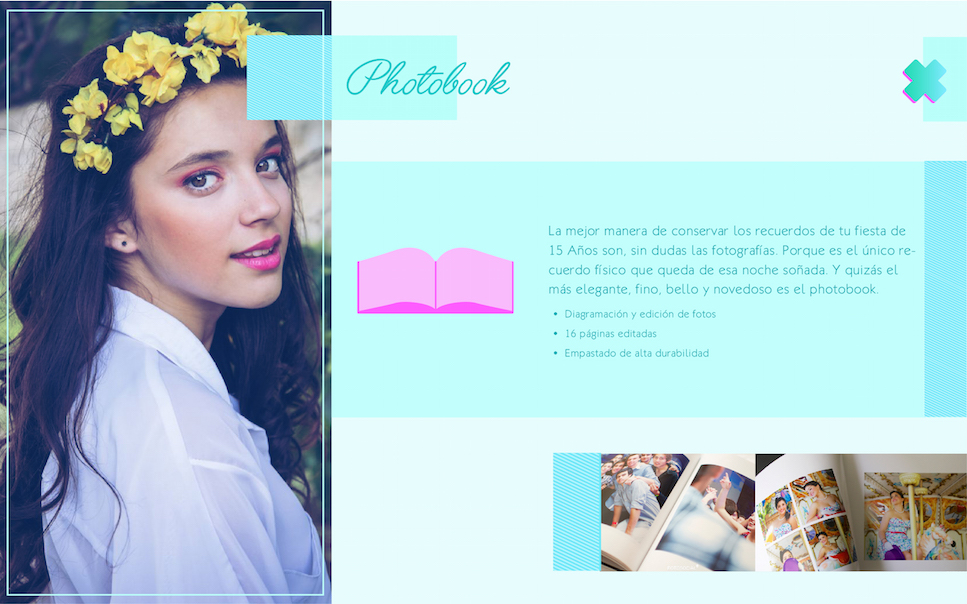 Photobook
La mejor manera de conservar los recuerdos de tu fiesta de
15 Años son, sin dudas las fotografías. Porque es el único re-
cuerdo físico que queda de esa noche soñada. Y quizás el
más elegante, fino, bello y novedoso es el photobook.
• Diagramación y edición de fotos
• 16 páginas editadas
• Empastado de alta durabilidad